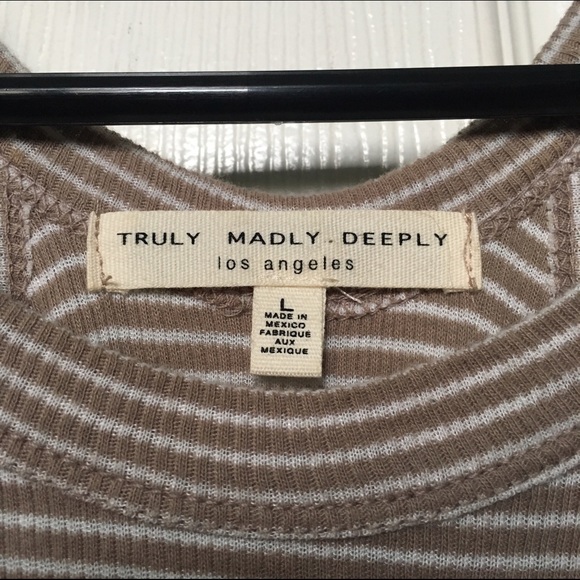 TRULY MADLY.DEEPLY
los angeles
L
MADE IN
MEXICO
FABRIQUE
AUX
MEXIQUE